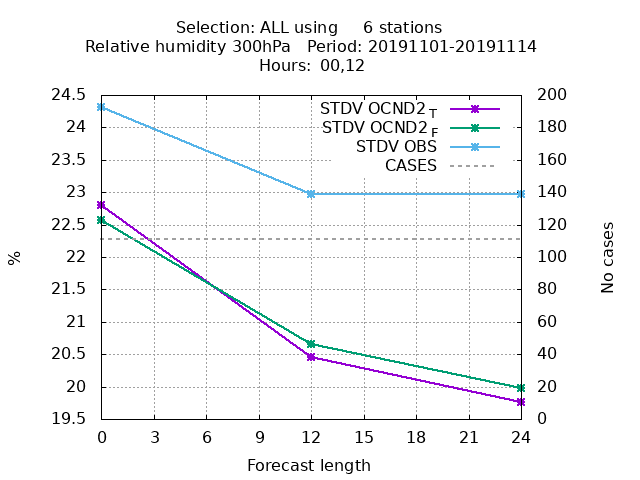 Selection: ALL using     6 stations
Relative humidity 300hPa   Period: 20191101-20191114
Hours:  00,12
STDV OCND2 T
STDV OCND2 F
STDV OBS
CASES
24.5
24
23.5
23
22.5
22
21.5
21
20.5
20
19.5
200
180
160
140
120
100
80
60
40
20
0
%
No cases
0 3 6 9 12 15 18 21 24
Forecast length